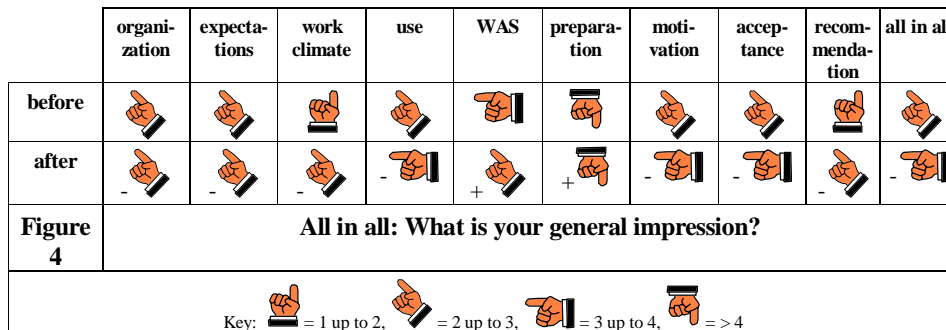 organi-
zation
expecta-
tions
work
climate
use
WAS
prepara-
tion
moti-
vation
accep-
tance
recom-
menda-
tion
all in all
before
after
- - - - + + - - - -
Figure
4
All in all: What is your general impression?
Key: = 1 up to 2, = 2 up to 3, = 3 up to 4, = > 4